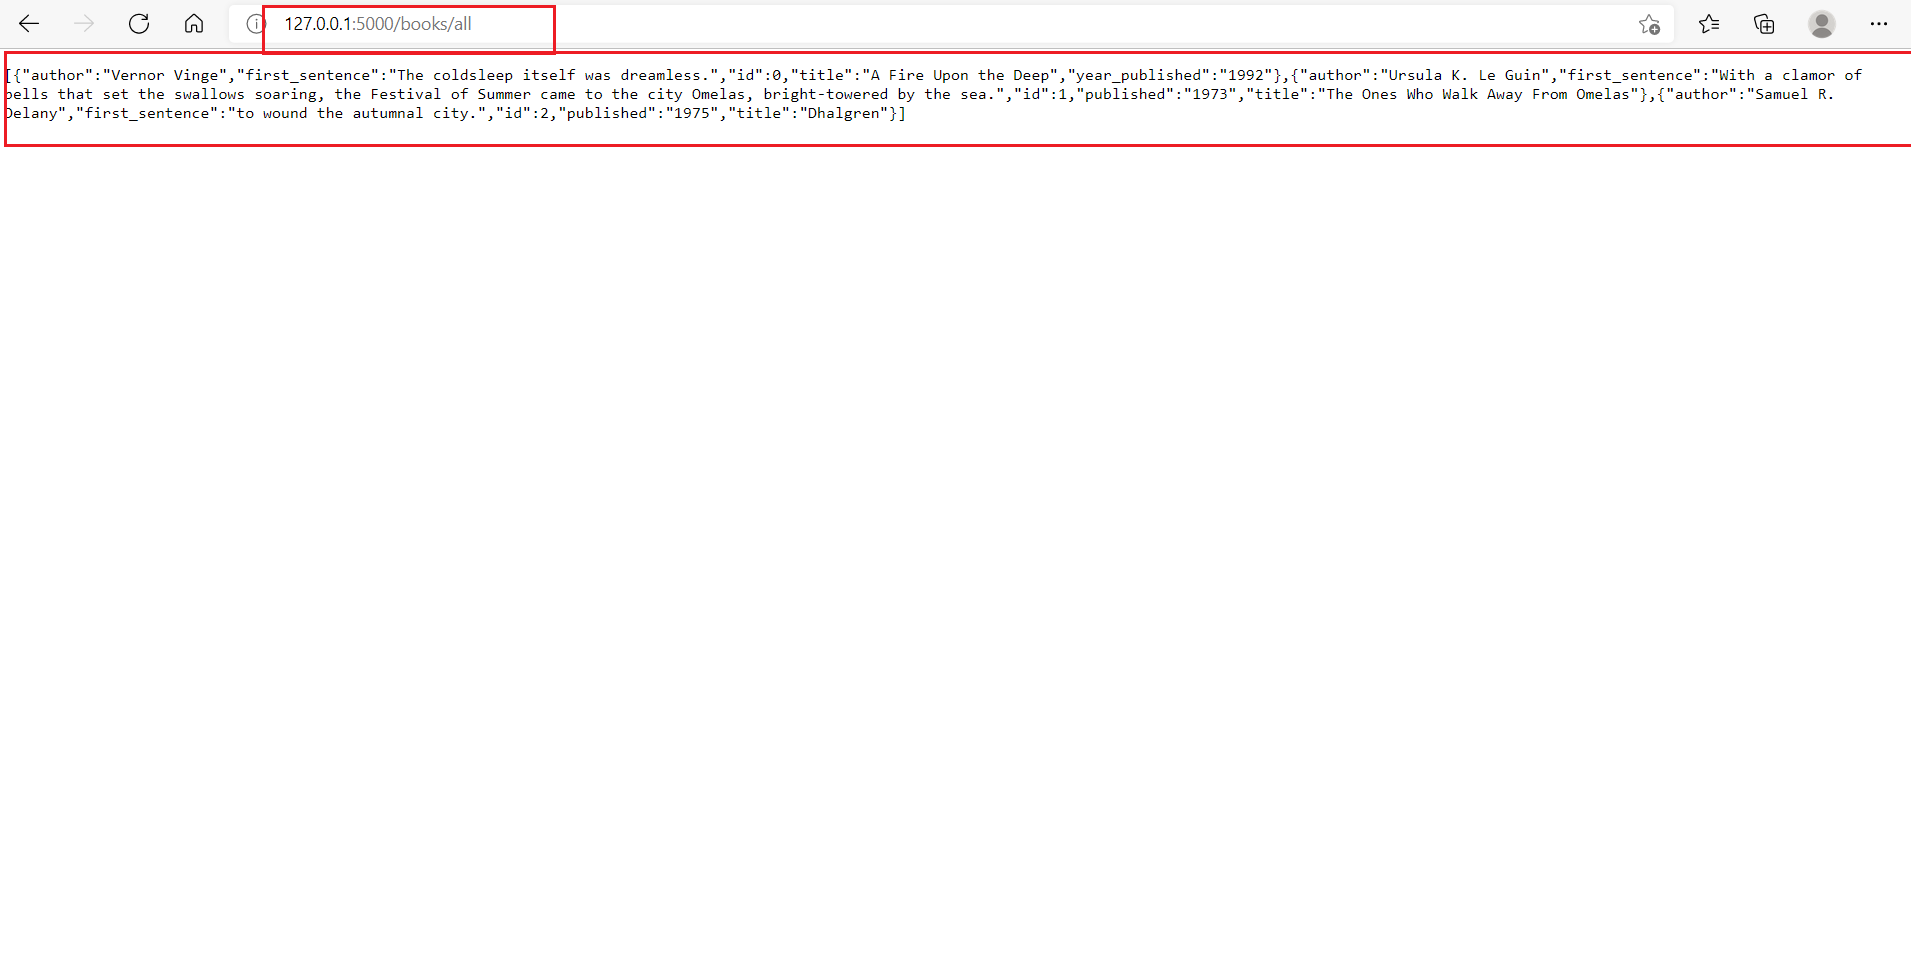 127.0.0.1:5000/books/all
[{"author":"Vernor Vinge","first_sentence":"The coldsleep itself was dreamless.","id":0,"title":"A Fire Upon the Deep","year_published":"1992"},{"author":"Ursula K. Le Guin","first_sentence":"With a clamor of
bells that set the swallows soaring, the Festival of Summer came to the city Omelas, bright-towered by the sea.","id":1,"published":"1973","title":"The Ones Who Walk Away From Omelas"},{"author":"Samuel R.
Delany","first_sentence":"to wound the autumnal city.","id":2,"published":"1975","title":"Dhalgren"}]